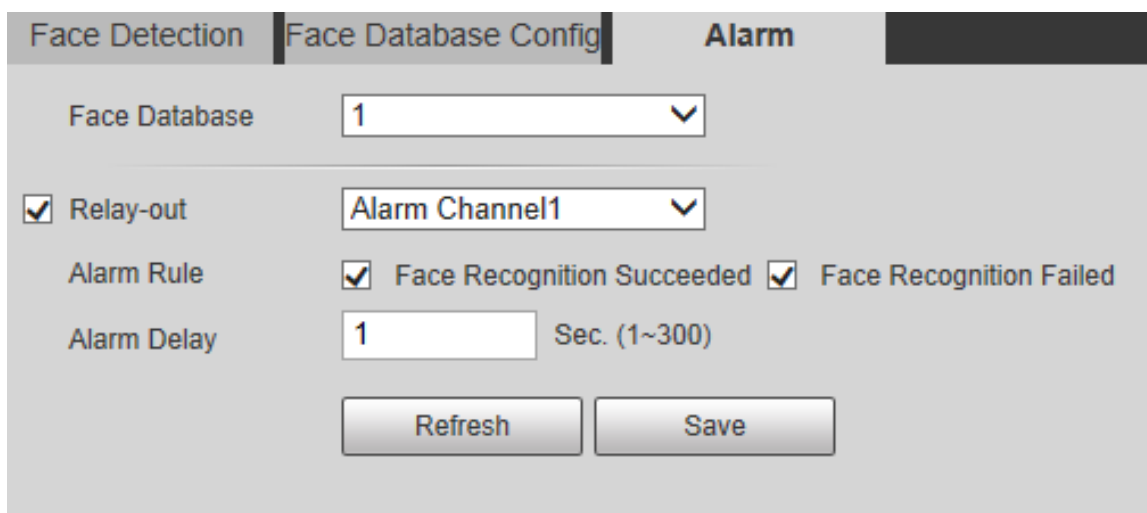 Face Detection Face Database Config Alarm
Face Database 1
Relay-out Alarm Channel1
Alarm Rule Face Recognition Succeeded Face Recognition Failed
Alarm Delay 1 Sec. (1~300)
Refresh Save